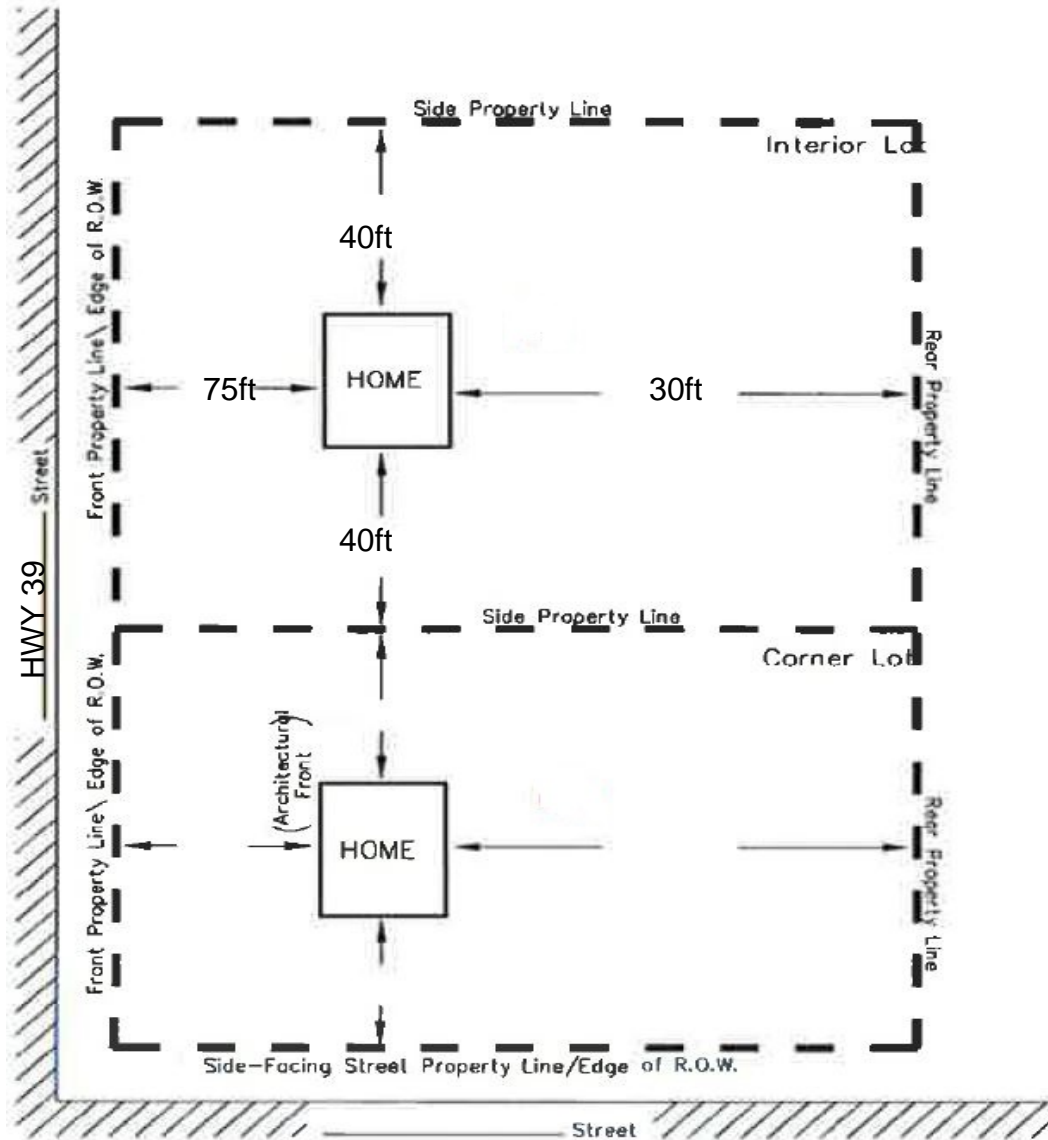 Side Property Line
Interior Lot
Front Property Line\ Edge of R.O.W.
40ft
HOME
75ft
30ft
Rear Property Line
Street
HWY 39
40ft
Side Property Line
Corner Lot
Front Property Line\ Edge of R.O.W.
(Architectural
Front)
HOME
Rear Property Line
Side-Facing Street Property Line/Edge of R.O.W.
Street